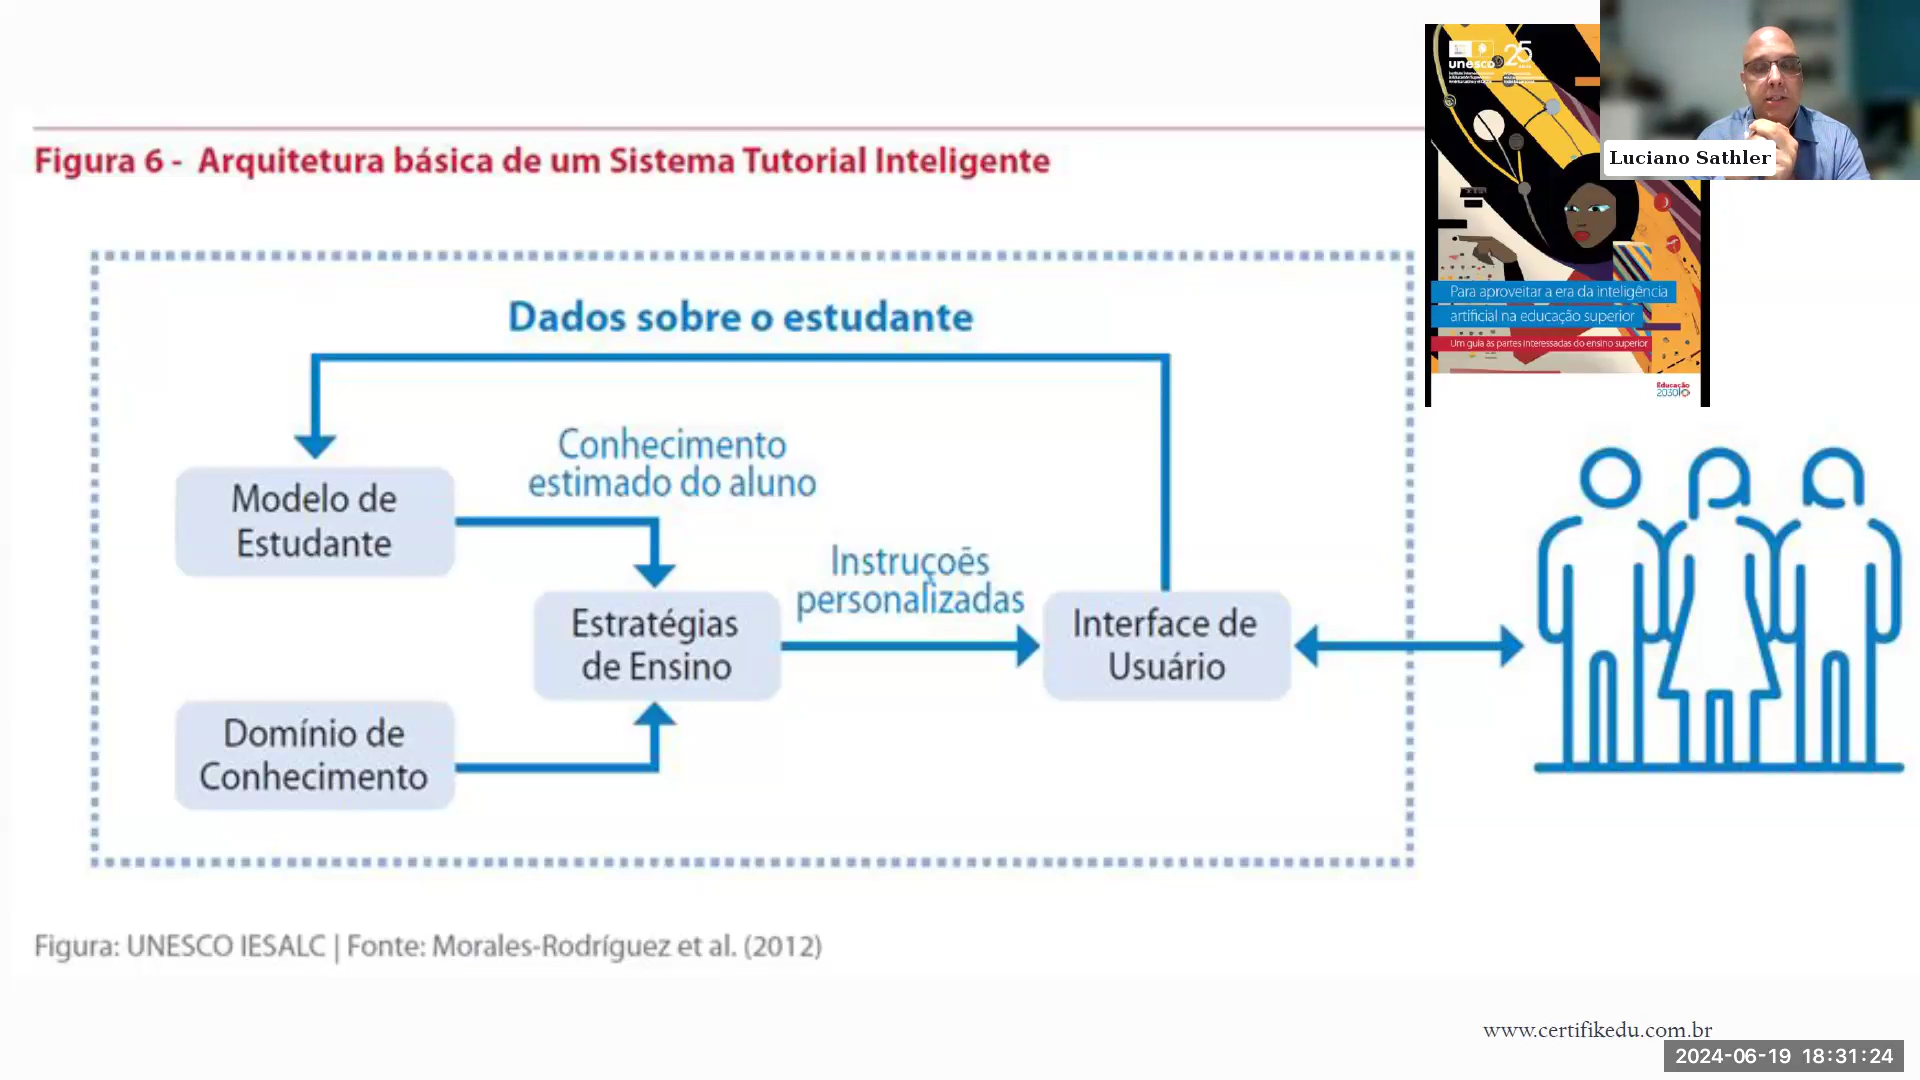 Figura 6 - Arquitetura básica de um Sistema Tutorial Inteligente
Dados sobre o estudante
Conhecimento
estimado do aluno
Modelo de
Estudante
Instruçoẽs
personalizadas
Estratégias
de Ensino
Interface de
Usuário
Domínio de
Conhecimento
Figura: UNESCO IESALC | Fonte: Morales-Rodríguez et al. (2012)
unesco
25
Para aproveitar a era da inteligência
artificial na educação superior
Um guia às partes interessadas do ensino superior
Educação
2030
Luciano Sathler
www.certifikedu.com.br
2024-06-19 18:31:24